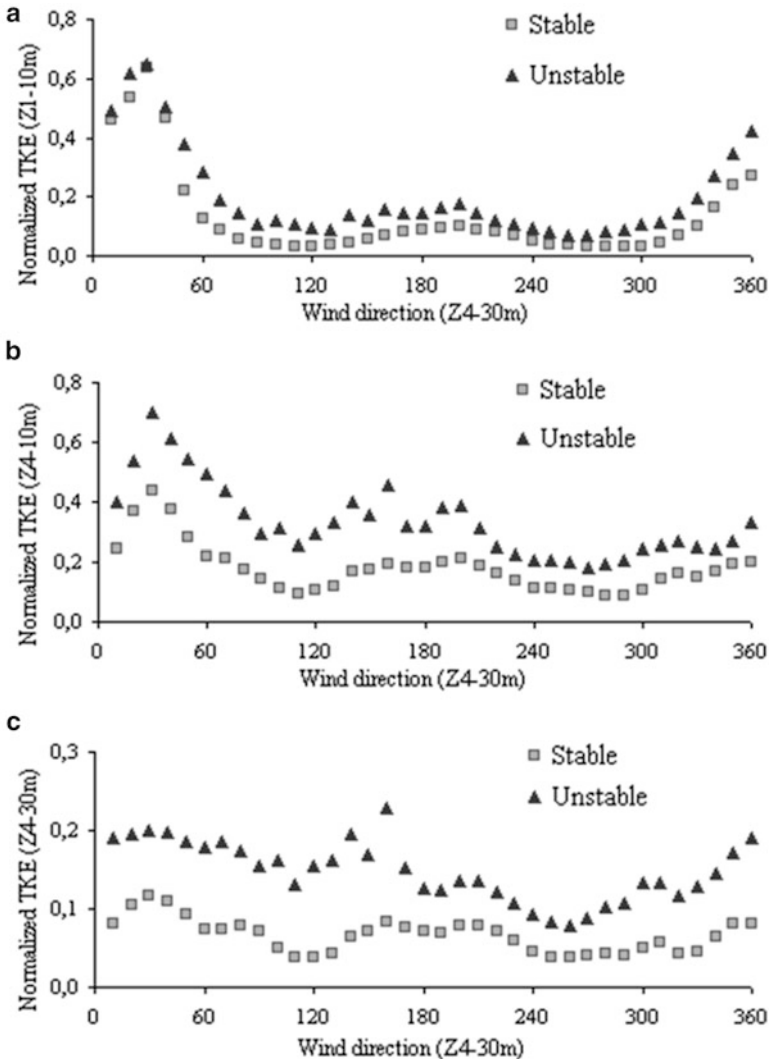 a
Normalized TKE (Z1-10m)
0,8
0,6
0,4
0,2
0,0
Stable
Unstable
0 60 120 180 240 300 360
Wind direction (Z4-30m)
b
Normalized TKE (Z4-10m)
0,8
0,6
0,4
0,2
0,0
Stable
Unstable
0 60 120 180 240 300 360
Wind direction (Z4-30m)
c
Normalized TKE (Z4-30m)
0,3
0,2
0,1
0,0
Stable
Unstable
0 60 120 180 240 300 360
Wind direction (Z4-30m)